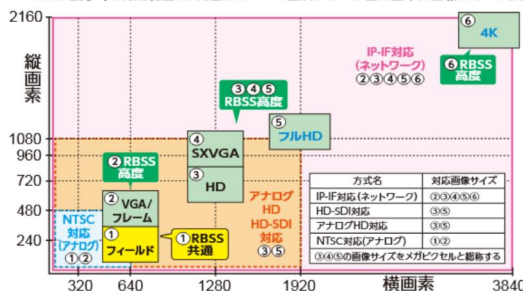 2160
縦画素
1080
960
720
480
240
320
640
1280
1920
横画素
3840
⑥
4K
IP-IF対応
(ネットワーク)
②③④⑤⑥
⑥RBSS
高度
③④⑤
RBSS高度
⑤
フルHD
④
SXVGA
③
HD
②RBSS
高度
②
VGA/
フレーム
①
フィールド
①RBSS
共通
NTSC
対応
(アナログ)
①②
アナログ
HD
HD-SDI
対応
③⑤
方式名 対応画像サイズ
IP-IF対応(ネットワーク) ②③④⑤⑥
HD-SDI対応 ③⑤
アナログHD対応 ③⑤
NTSC対応(アナログ) ①②
③④⑤の画像サイズをメガピクセルと総称する